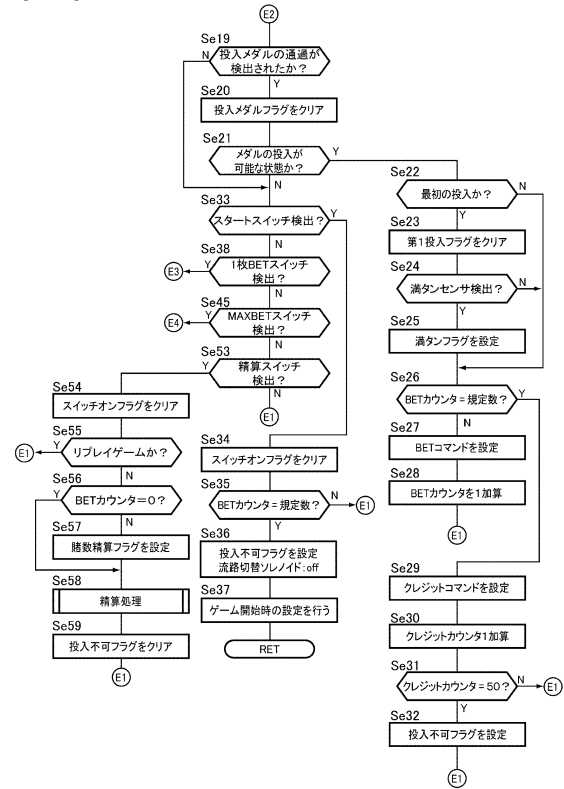 E2
Se19
投入メダルの通過が
検出されたか？
N
Y
Se20
投入メダルフラグをクリア
Se21
メダルの投入が
可能な状態か？
Y
N
Se22
最初の投入か？
N
Y
Se23
第1投入フラグをクリア
Se24
満タンセンサ検出？
N
Y
Se25
満タンフラグを設定
Se26
BETカウンタ＝規定数？
Y
N
Se27
BETコマンドを設定
Se28
BETカウンタを1加算
E1
Se29
クレジットコマンドを設定
Se30
クレジットカウンタ1加算
Se31
クレジットカウンタ＝50？
N
E1
Y
Se32
投入不可フラグを設定
E1
Se33
スタートスイッチ検出？
Y
N
Se38
1枚BETスイッチ
検出？
Y
E3
N
Se45
MAXBETスイッチ
検出？
Y
E4
N
Se53
精算スイッチ
検出？
Y
N
E1
Se34
スイッチオンフラグをクリア
Se35
BETカウンタ＝規定数？
N
E1
Y
Se36
投入不可フラグを設定
流路切替ソレノイド：off
Se37
ゲーム開始時の設定を行う
RET
Se54
スイッチオンフラグをクリア
Se55
リプレイゲームか？
Y
E1
N
Se56
BETカウンタ＝0？
Y
N
Se57
賭数精算フラグを設定
Se58
精算処理
Se59
投入不可フラグをクリア
E1